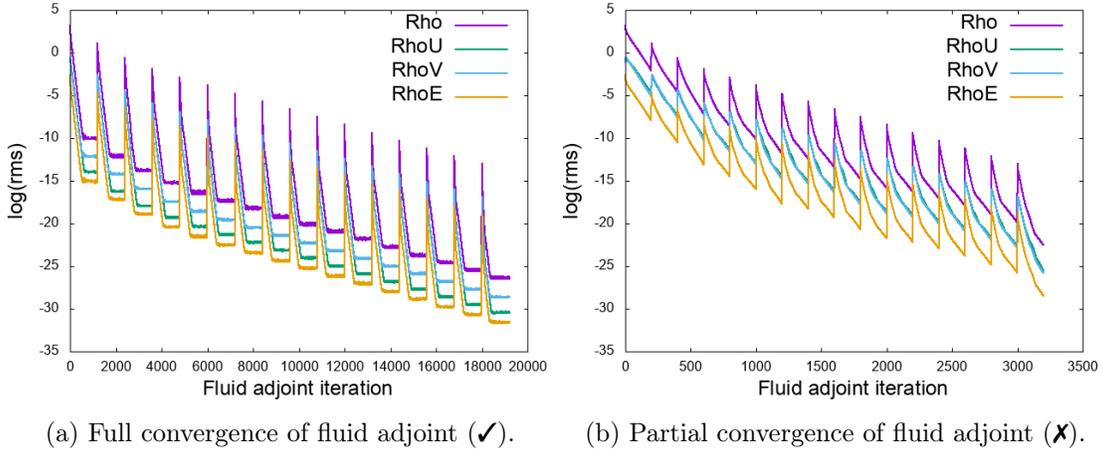 5
0
-5
-10
-15
-20
-25
-30
-35
log(rms)
Rho
RhoU
RhoV
RhoE
0 2000 4000 6000 8000 10000 12000 14000 16000 18000 20000
Fluid adjoint iteration
(a) Full convergence of fluid adjoint (✓).
5
0
-5
-10
-15
-20
-25
-30
-35
log(rms)
Rho
RhoU
RhoV
RhoE
0 500 1000 1500 2000 2500 3000 3500
Fluid adjoint iteration
(b) Partial convergence of fluid adjoint (✗).